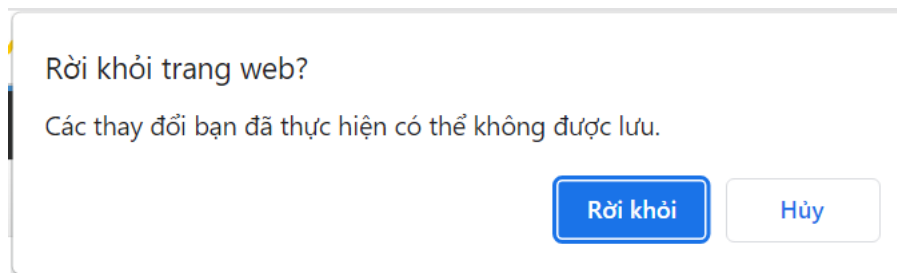 Rời khỏi trang web?
Các thay đổi bạn đã thực hiện có thể không được lưu.
Rời khỏi
Hủy